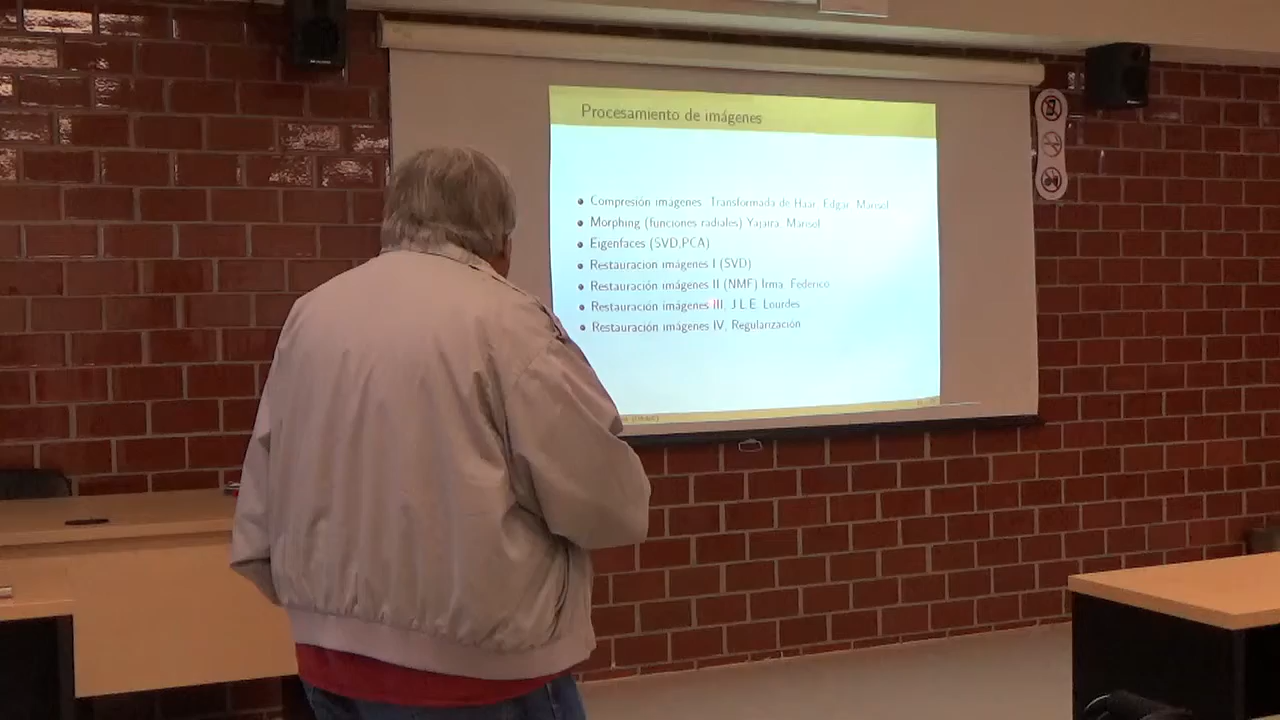 Procesamiento de imágenes
Compresión imagenes. Transformada de Haar. Edgar. Marisol
Morphing (funciones radiales) Yajaira. Marisol
Eigenfaces (SVD,PCA)
Restauración imágenes I (SVD)
Restauración imágenes II (NMF) Irma. Federico
Restauración imágenes III, J.L.E. Lourdes
Restauración imágenes IV, Regularización